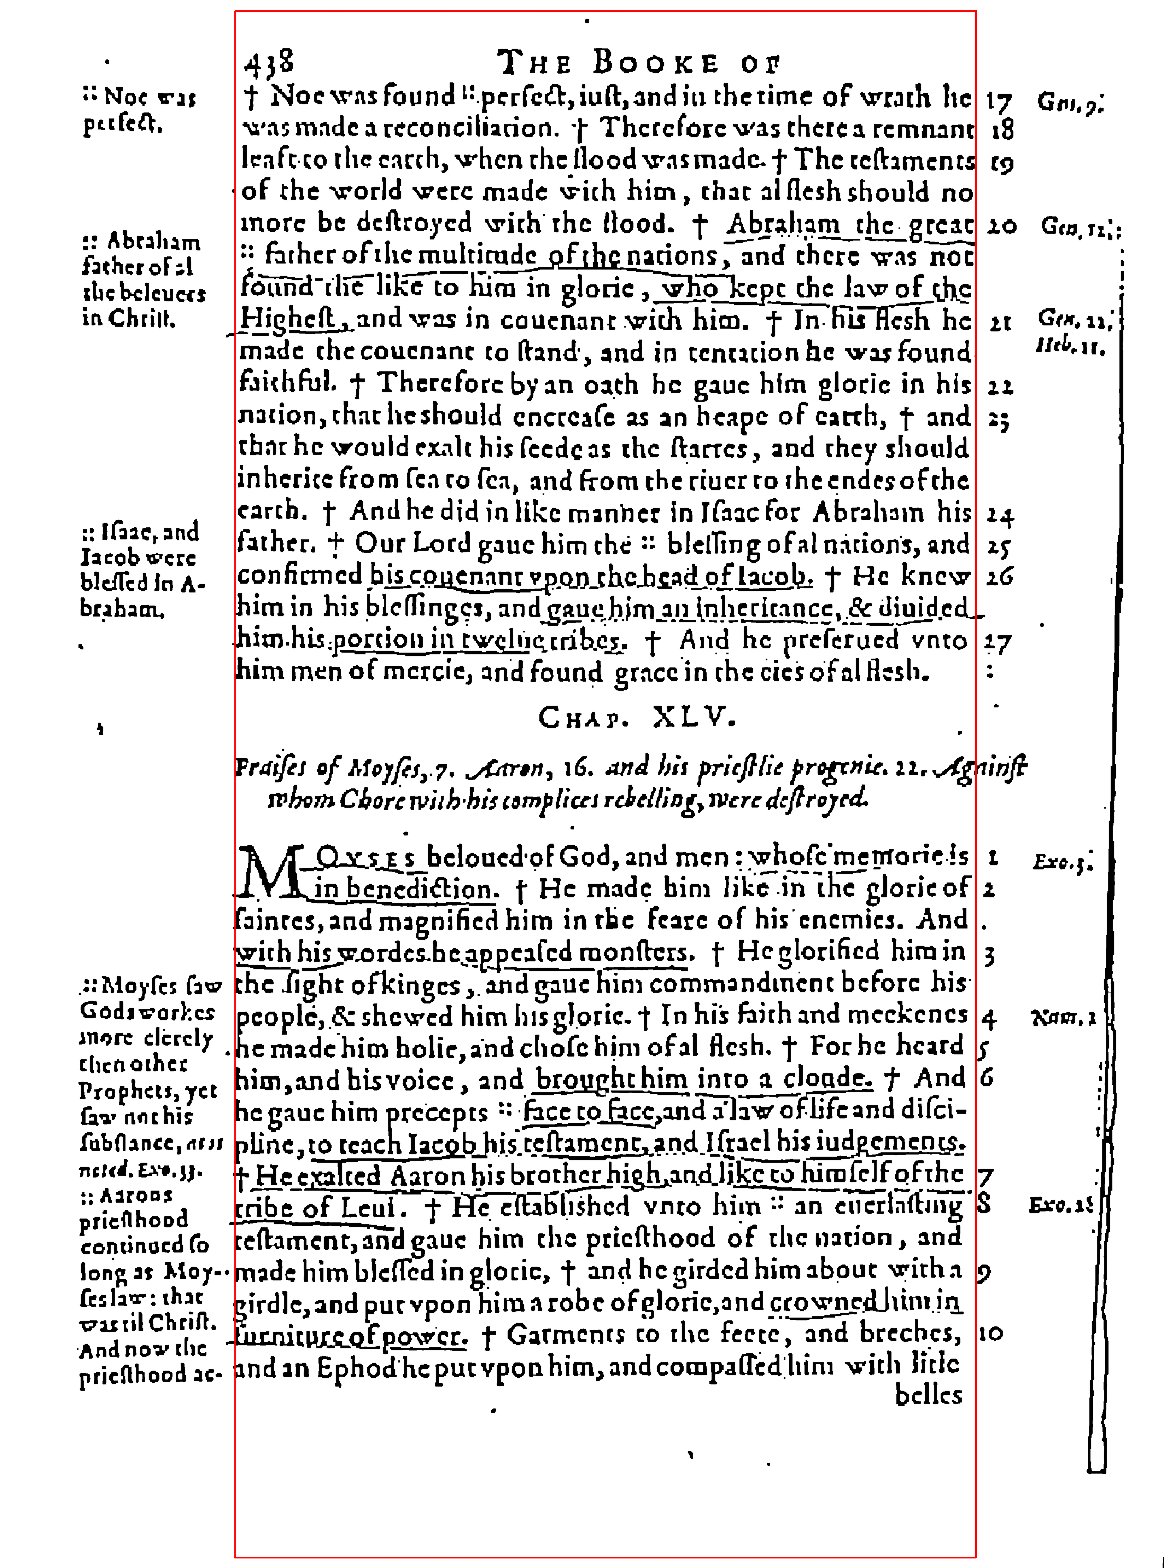 438 THE BOOKE OF
† Noe was found :: perfect, iust, and in the time of wrath he 17
was made a reconciliation. † Therefore was there a remnant 18
leaft to the earth, when the flood was made. † The testaments 19
of the world were made with him, that al flesh should no
more be destroyed with the flood. † Abraham the great 20
:: father of the multitude of the nations, and there was not
found the like to him in glorie, who kept the law of the
Highest, and was in couenant with him. † In his flesh he 21
made the couenant to stand, and in tentation he was found
faithful. † Therefore by an oath he gaue him glorie in his 22
nation, that he should encrease as an heape of earth, † and 23
that he would exalt his seede as the starres, and they should
inherite from sea to sea, and from the riuer to the endes of the
earth. † And he did in like manner in Isaac for Abraham his 24
father. † Our Lord gaue him the :: blessing of al nations, and 25
confirmed his couenant vpon the head of Iacob. † He knew 26
him in his blessinges, and gaue him an inheritance, & diuided
him his portion in twelue tribes. † And he preserued vnto 27
him men of mercie, and found grace in the eies of al flesh.
CHAP. XLV.
Praises of Moyses, 7. Aaron, 16. and his priestlie progenie. 22. Against
whom Chore with his complices rebelling, were destroyed.
MOYSES beloued of God, and men: whose memorie is 1
in benediction. † He made him like in the glorie of 2
saintes, and magnified him in the feare of his enemies. And
with his wordes he appeased monsters. † He glorified him in 3
the sight of kinges, and gaue him commandment before his
people, & shewed him his glorie. † In his faith and meekenes 4
he made him holie, and chose him of al flesh. † For he heard 5
him, and his voice, and brought him into a cloude. † And 6
he gaue him precepts :: face to face, and a law of life and disci-
pline, to teach Iacob his testament, and Israel his iudgements.
† He exalted Aaron his brother high, and like to himself of the 7
tribe of Leui. † He established vnto him :: an euerlasting 8
testament, and gaue him the priesthood of the nation, and
made him blessed in glorie, † and he girded him about with a 9
girdle, and put vpon him a robe of glorie, and crowned him in
furniture of power. † Garments to the feete, and breches, 10
and an Ephod he put vpon him, and compassed him with litle
belles
:: Noe was
perfect.
:: Abraham
father of al
the beleuers
in Christ.
:: Isaac, and
Iacob were
blessed in A-
braham.
:: Moyses saw
Gods workes
more clerely
then other
Prophets, yet
saw not his
substance, as is
noted. Exo. 33.
:: Aarons
priesthood
continued so
long as Moy-
ses law: that
was til Christ.
And now the
priesthood ac-
Gen. 9.
Gen. 12.
Gen. 22.
Heb. 11.
Exo. 3.
Num. 2
Exo. 28